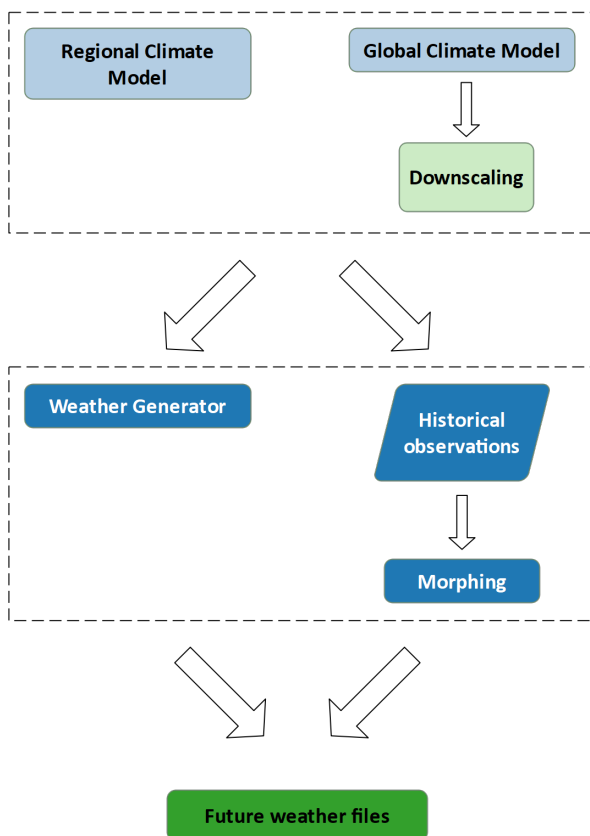 Regional Climate
Model
Global Climate Model
Downscaling
Weather Generator
Historical
observations
Morphing
Future weather files